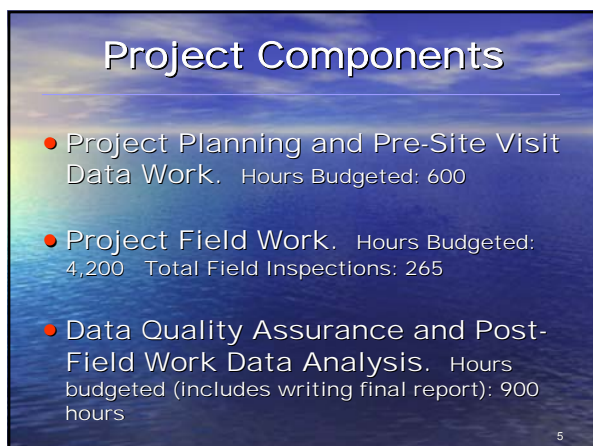 Project Components
Project Planning and Pre-Site Visit
Data Work. Hours Budgeted: 600
Project Field Work. Hours Budgeted:
4,200 Total Field Inspections: 265
Data Quality Assurance and Post-
Field Work Data Analysis. Hours
budgeted (includes writing final report): 900
hours
5